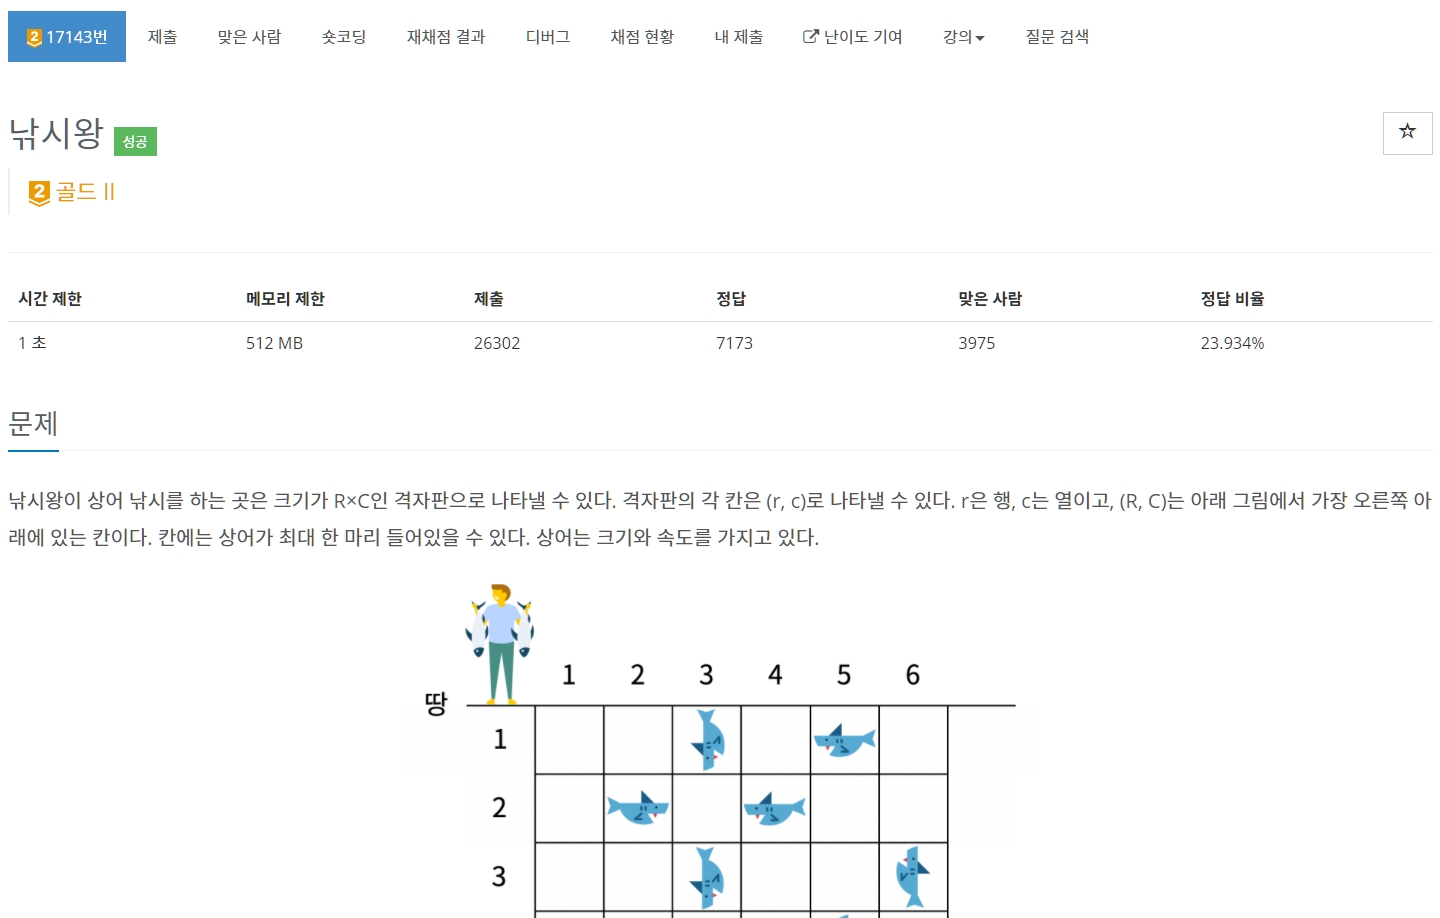 2 17143번 제출 맞은 사람 숏코딩 재채점 결과 디버그 채점 현황 내 제출 난이도 기여 강의 질문 검색
낚시왕 성공
2 골드 II
시간 제한 메모리 제한 제출 정답 맞은 사람 정답 비율
1 초 512 MB 26302 7173 3975 23.934%
문제
낚시왕이 상어 낚시를 하는 곳은 크기가 R×C인 격자판으로 나타낼 수 있다. 격자판의 각 칸은 (r, c)로 나타낼 수 있다. r은 행, c는 열이고, (R, C)는 아래 그림에서 가장 오른쪽 아
래에 있는 칸이다. 칸에는 상어가 최대 한 마리 들어있을 수 있다. 상어는 크기와 속도를 가지고 있다.
1 2 3 4 5 6
땅
1
2
3